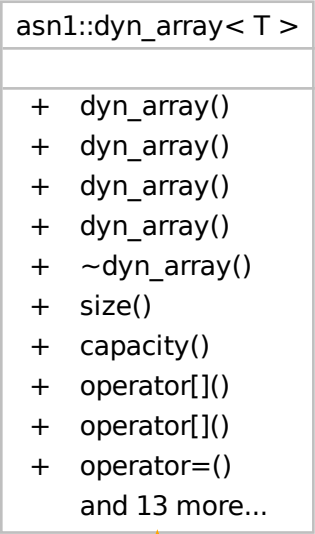 asn1::dyn_array< T >
+ dyn_array()
+ dyn_array()
+ dyn_array()
+ dyn_array()
+ ~dyn_array()
+ size()
+ capacity()
+ operator[]()
+ operator[]()
+ operator=()
and 13 more...